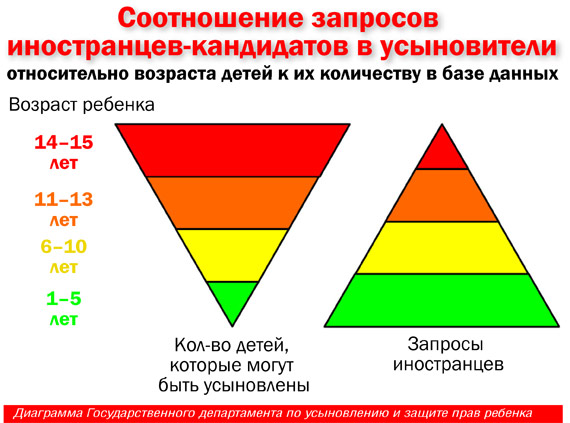 Соотношение запросов
иностранцев-кандидатов в усыновители
относительно возраста детей к их количеству в базе данных
Возраст ребенка
14–15
лет
11–13
лет
6–10
лет
1–5
лет
Кол-во детей,
которые могут
быть усыновлены
Запросы
иностранцев
Диаграмма Государственного департамента по усыновлению и защите прав ребенка